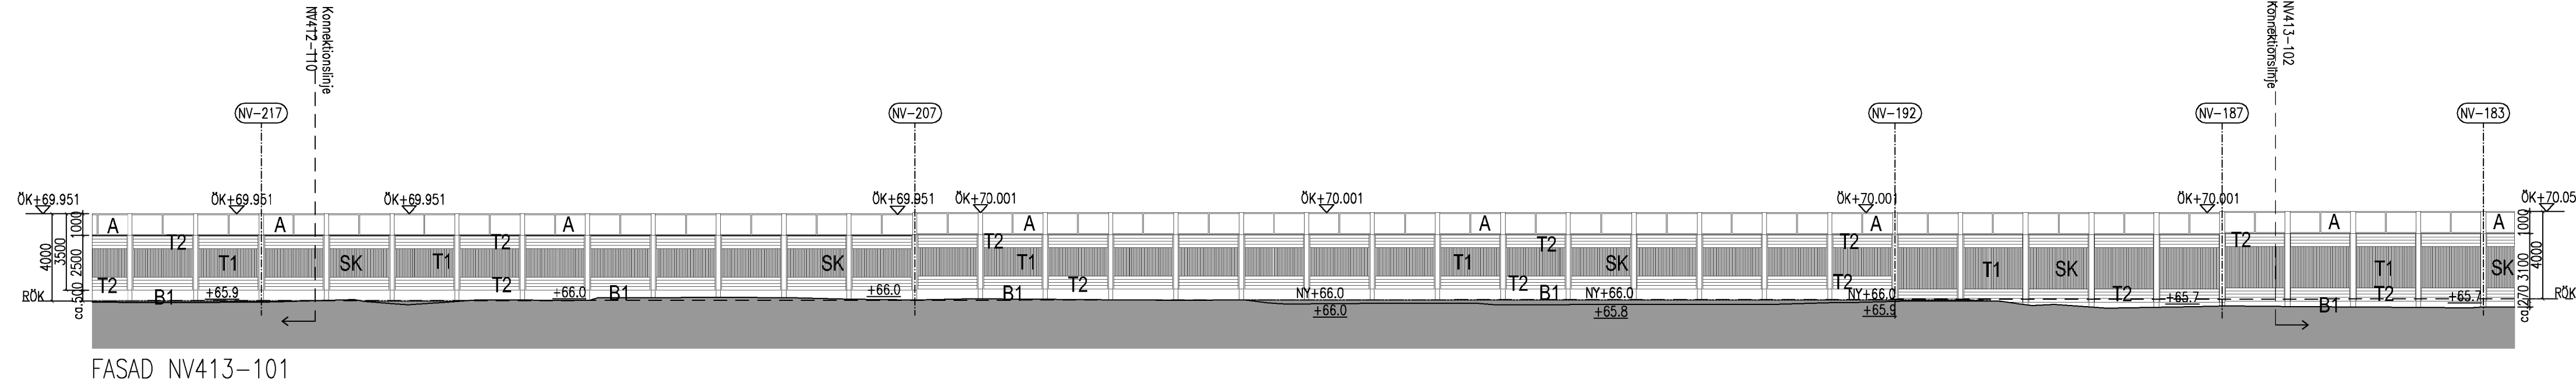 Konnektionslinje
NV412-110
NV413-102
Konnektionslinje
NV-217
NV-207
NV-192
NV-187
NV-183
ÖK+69.951
ÖK+69.951
ÖK+69.951
ÖK+69.951
ÖK+70.001
ÖK+70.001
ÖK+70.001
ÖK+70.001
ÖK+70.05
A A A A A A A A
T2 T2 T2 T2 T2 T2
T1 SK T1 SK T1 T1 SK T1 SK T1 SK
T2 T2 T2 T2 T2 T2 T2
B1 B1 B1 B1 B1
4000
3500
1000
2500
ca.500
RÖK
+65.9
+66.0
+66.0
NY+66.0
+66.0
NY+66.0
+65.8
NY+66.0
+65.9
+65.7
+65.7
1000
4000
3100
ca.270
RÖK
FASAD NV413-101